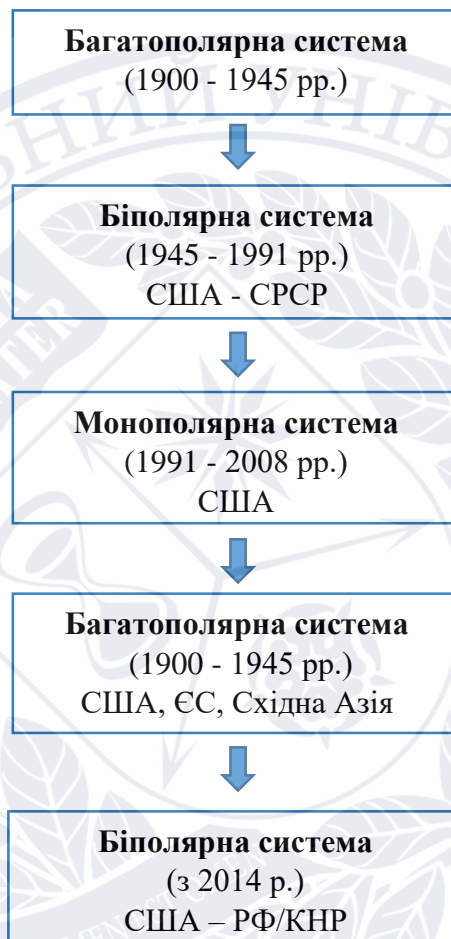 Багатополярна система
(1900 - 1945 рр.)
Біполярна система
(1945 - 1991 рр.)
США - СРСР
Монополярна система
(1991 - 2008 рр.)
США
Багатополярна система
(1900 - 1945 рр.)
США, ЄС, Східна Азія
Біполярна система
(з 2014 р.)
США – РФ/КНР